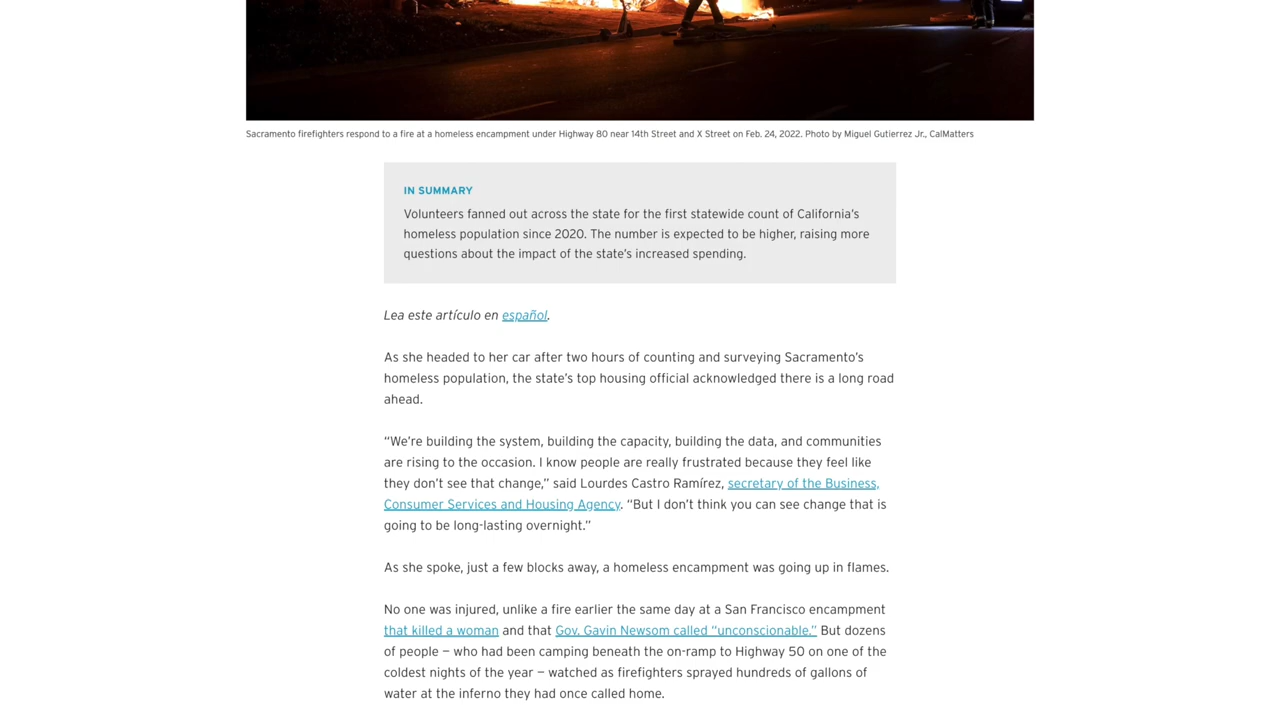 Sacramento firefighters respond to a fire at a homeless encampment under Highway 80 near 14th Street and X Street on Feb. 24, 2022. Photo by Miguel Gutierrez Jr., CalMatters
IN SUMMARY
Volunteers fanned out across the state for the first statewide count of California’s
homeless population since 2020. The number is expected to be higher, raising more
questions about the impact of the state’s increased spending.
Lea este artículo en español.
As she headed to her car after two hours of counting and surveying Sacramento’s
homeless population, the state’s top housing official acknowledged there is a long road
ahead.
“We’re building the system, building the capacity, building the data, and communities
are rising to the occasion. I know people are really frustrated because they feel like
they don’t see that change,” said Lourdes Castro Ramírez, secretary of the Business,
Consumer Services and Housing Agency. “But I don’t think you can see change that is
going to be long-lasting overnight.”
As she spoke, just a few blocks away, a homeless encampment was going up in flames.
No one was injured, unlike a fire earlier the same day at a San Francisco encampment
that killed a woman and that Gov. Gavin Newsom called “unconscionable.” But dozens
of people — who had been camping beneath the on-ramp to Highway 50 on one of the
coldest nights of the year — watched as firefighters sprayed hundreds of gallons of
water at the inferno they had once called home.